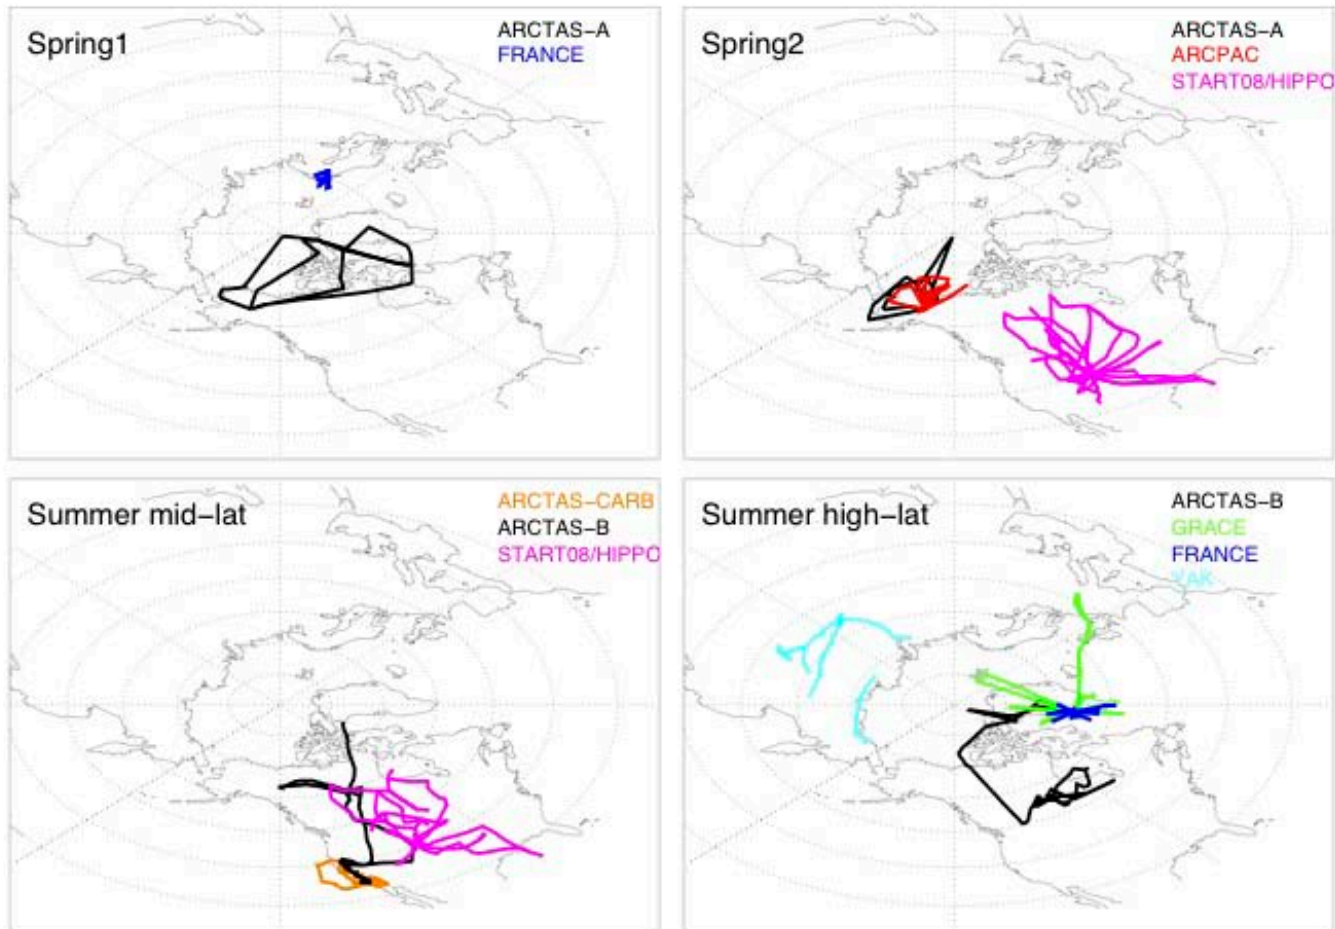 Spring1
ARCTAS-A
FRANCE
Spring2
ARCTAS-A
ARCPAC
START08/HIPPO
Summer mid-lat
ARCTAS-CARB
ARCTAS-B
START08/HIPPO
Summer high-lat
ARCTAS-B
GRACE
FRANCE
YAK